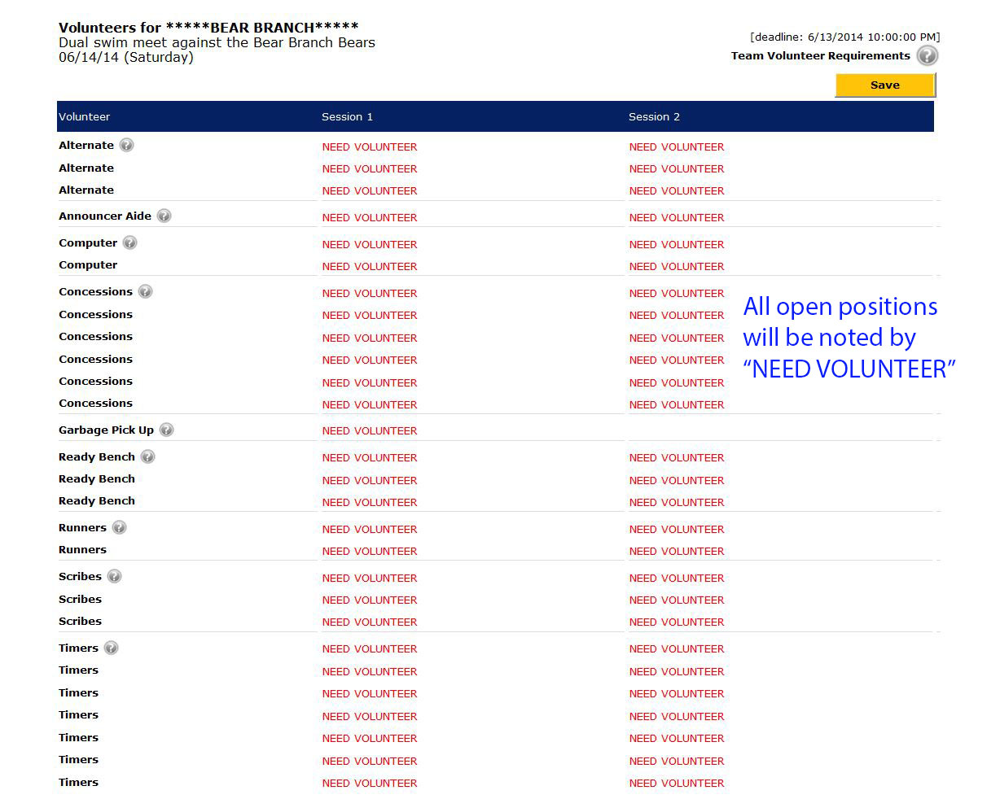 Volunteers for *****BEAR BRANCH*****
Dual swim meet against the Bear Branch Bears
06/14/14 (Saturday)
[deadline: 6/13/2014 10:00:00 PM]
Team Volunteer Requirements ?
Save
Volunteer Session 1 Session 2
Alternate ? NEED VOLUNTEER NEED VOLUNTEER
Alternate NEED VOLUNTEER NEED VOLUNTEER
Alternate NEED VOLUNTEER NEED VOLUNTEER
Announcer Aide ? NEED VOLUNTEER NEED VOLUNTEER
Computer ? NEED VOLUNTEER NEED VOLUNTEER
Computer NEED VOLUNTEER NEED VOLUNTEER
Concessions ? NEED VOLUNTEER NEED VOLUNTEER
Concessions NEED VOLUNTEER NEED VOLUNTEER
Concessions NEED VOLUNTEER NEED VOLUNTEER
Concessions NEED VOLUNTEER NEED VOLUNTEER
Concessions NEED VOLUNTEER NEED VOLUNTEER
Concessions NEED VOLUNTEER NEED VOLUNTEER
All open positions
will be noted by
“NEED VOLUNTEER”
Garbage Pick Up ? NEED VOLUNTEER
Ready Bench ? NEED VOLUNTEER NEED VOLUNTEER
Ready Bench NEED VOLUNTEER NEED VOLUNTEER
Ready Bench NEED VOLUNTEER NEED VOLUNTEER
Runners ? NEED VOLUNTEER NEED VOLUNTEER
Runners NEED VOLUNTEER NEED VOLUNTEER
Scribes ? NEED VOLUNTEER NEED VOLUNTEER
Scribes NEED VOLUNTEER NEED VOLUNTEER
Scribes NEED VOLUNTEER NEED VOLUNTEER
Timers ? NEED VOLUNTEER NEED VOLUNTEER
Timers NEED VOLUNTEER NEED VOLUNTEER
Timers NEED VOLUNTEER NEED VOLUNTEER
Timers NEED VOLUNTEER NEED VOLUNTEER
Timers NEED VOLUNTEER NEED VOLUNTEER
Timers NEED VOLUNTEER NEED VOLUNTEER
Timers NEED VOLUNTEER NEED VOLUNTEER